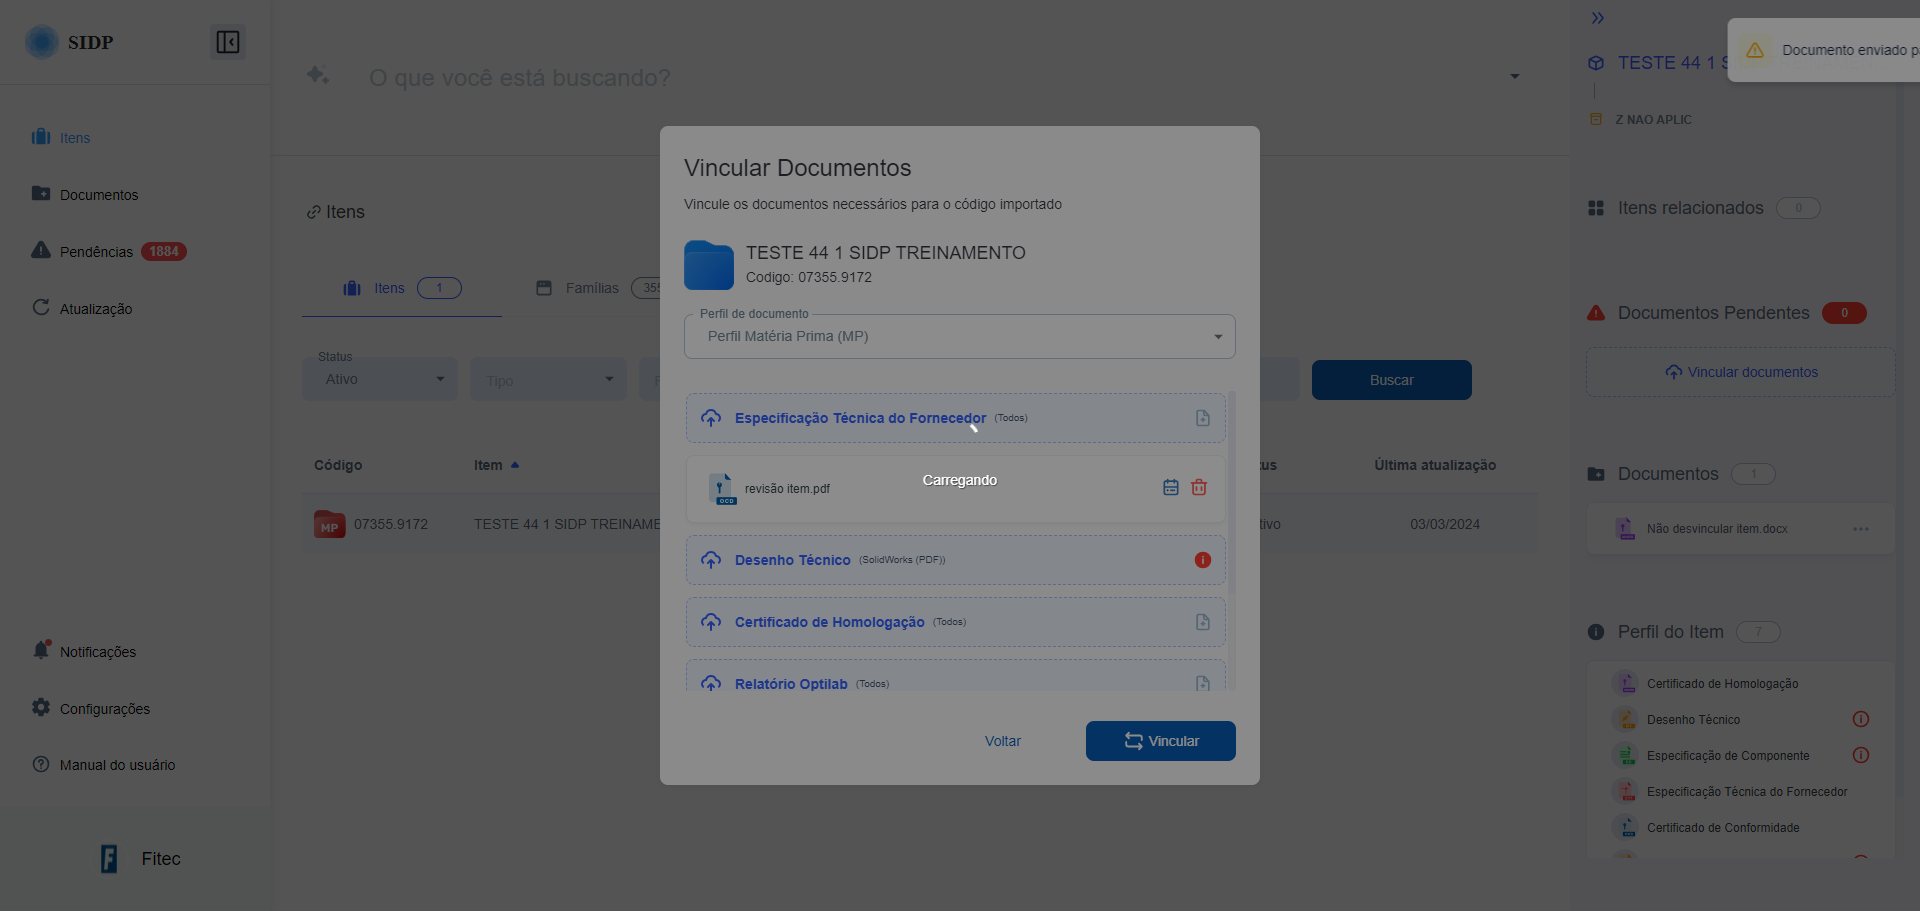 SIDP
Itens
Documentos
Pendências 1884
Atualização
Notificações
Configurações
Manual do usuário
Fitec
O que você está buscando?
Itens
Itens 1
Famílias
Status
Ativo
Tipo
Buscar
Código
Item
Última atualização
MP
07355.9172
TESTE 44 1 SIDP
03/03/2024
Vincular Documentos
Vincule os documentos necessários para o código importado
TESTE 44 1 SIDP TREINAMENTO
Codigo: 07355.9172
Perfil de documento
Perfil Matéria Prima (MP)
Especificação Técnica do Fornecedor (Todos)
OCD
revisão item.pdf
Carregando
Desenho Técnico (SolidWorks (PDF))
Certificado de Homologação (Todos)
Relatório Optilab (Todos)
Voltar
Vincular
Documento enviado
TESTE 44 1
Z NAO APLIC
Itens relacionados 0
Documentos Pendentes 0
Vincular documentos
Documentos 1
Não desvincular item.docx
Perfil do Item 7
Certificado de Homologação
Desenho Técnico
Especificação de Componente
Especificação Técnica do Fornecedor
Certificado de Conformidade